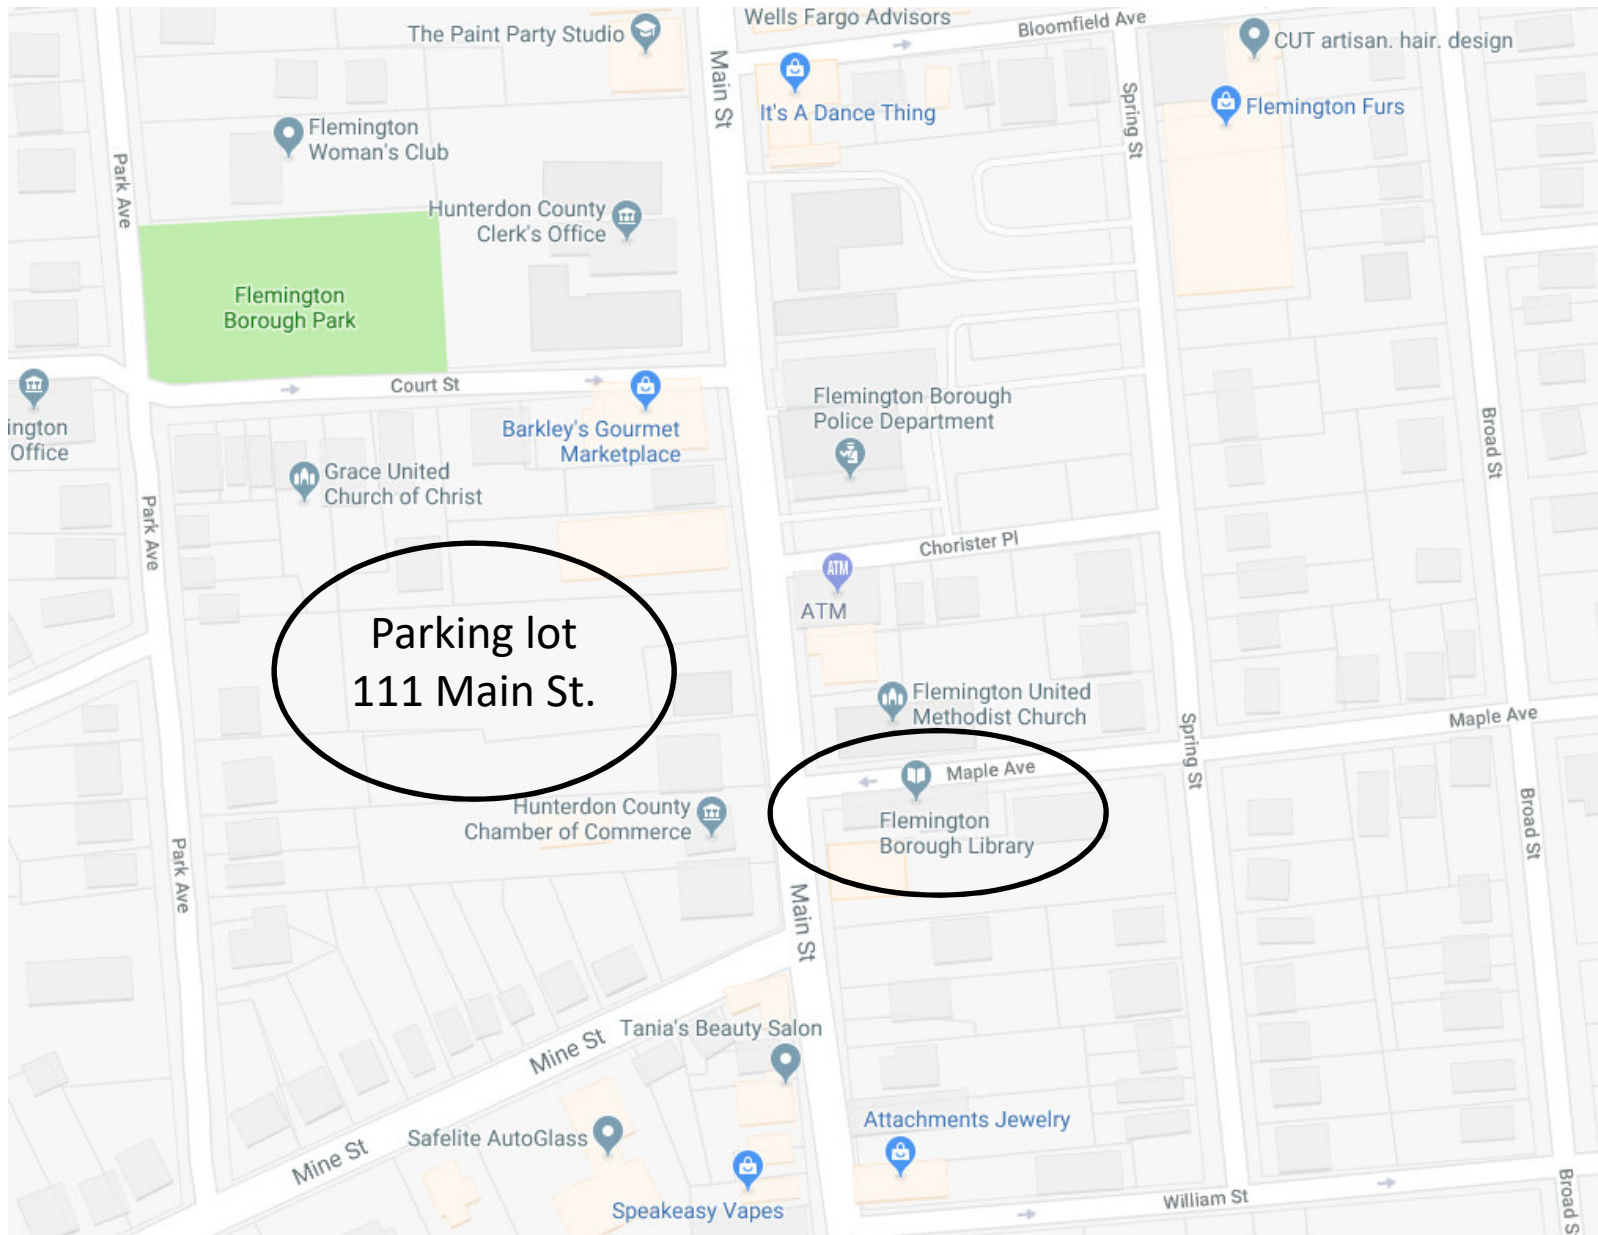 Wells Fargo Advisors
Bloomfield Ave
The Paint Party Studio
CUT artisan. hair. design
Main St
It's A Dance Thing
Spring St
Flemington Furs
Flemington
Woman's Club
Park Ave
Hunterdon County
Clerk's Office
Flemington
Borough Park
Court St
Flemington Borough
Police Department
ington
Office
Barkley's Gourmet
Marketplace
Broad St
Grace United
Church of Christ
Park Ave
Chorister Pl
ATM
ATM
Parking lot
111 Main St.
Flemington United
Methodist Church
Maple Ave
Spring St
Maple Ave
Hunterdon County
Chamber of Commerce
Flemington
Borough Library
Broad St
Park Ave
Main St
Mine St
Tania's Beauty Salon
Attachments Jewelry
Safelite AutoGlass
Mine St
Speakeasy Vapes
William St
Broad S